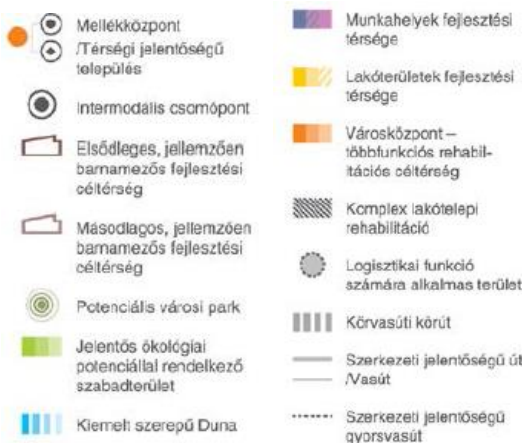 Mellékközpont
/Térségi jelentőségű
település
Intermodális csomópont
Elsődleges, jellemzően
barnamezős fejlesztési
céltérség
Másodlagos, jellemzően
barnamezős fejlesztési
céltérség
Potenciális városi park
Jelentős ökológiai
potenciállal rendelkező
szabadterület
Kiemelt szerepű Duna
Munkahelyek fejlesztési
térsége
Lakóterületek fejlesztési
térsége
Városközpont –
többfunkciós rehabi-
litációs céltérség
Komplex lakótelepi
rehabilitáció
Logisztikai funkció
számára alkalmas terület
Körvasúti körút
Szerkezeti jelentőségű út
/Vasút
Szerkezeti jelentőségű
gyorsvasút